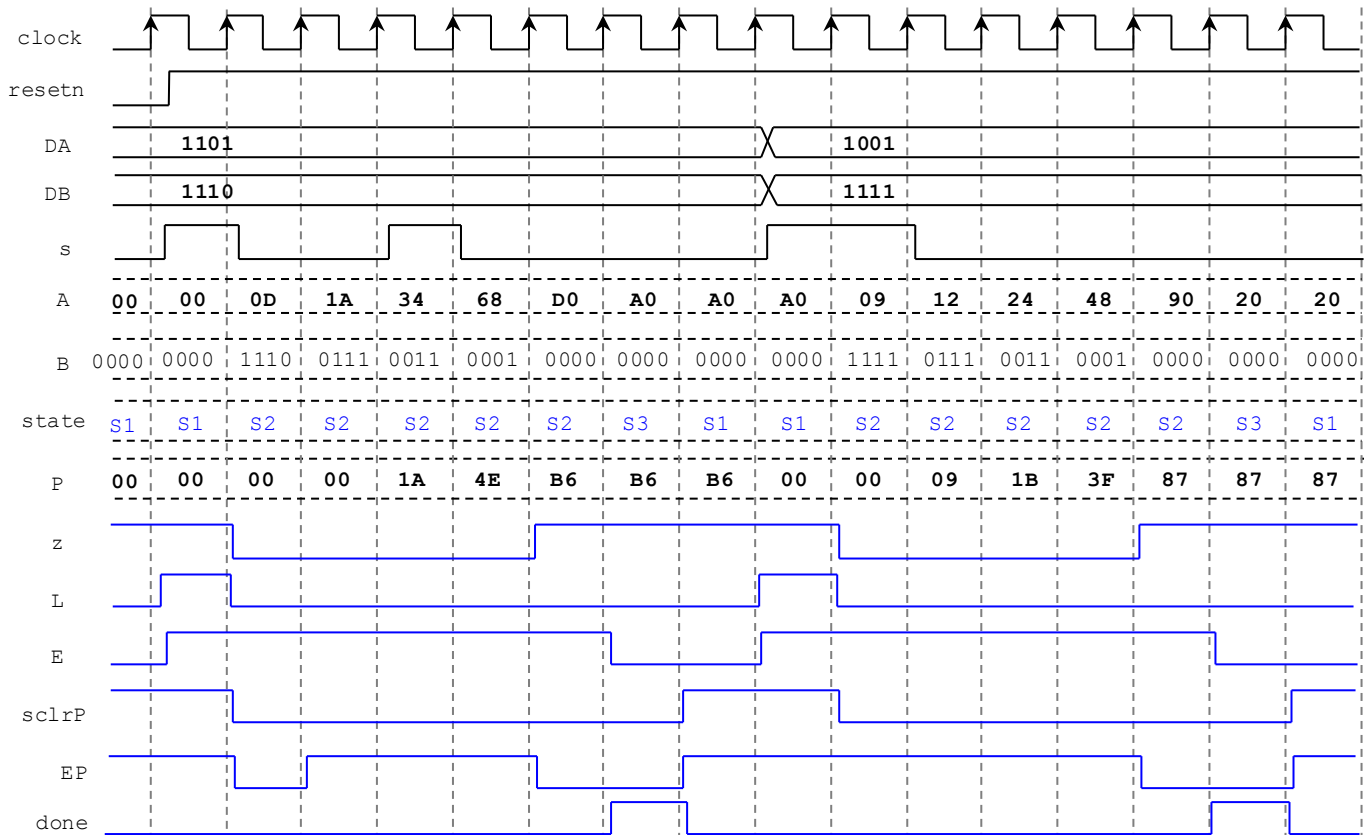 clock
resetn
DA 1101 1001
DB 1110 1111
s
A 00 00 0D 1A 34 68 D0 A0 A0 A0 09 12 24 48 90 20 20
B 0000 0000 1110 0111 0011 0001 0000 0000 0000 0000 1111 0111 0011 0001 0000 0000 0000
state S1 S1 S2 S2 S2 S2 S2 S3 S1 S1 S2 S2 S2 S2 S2 S3 S1
P 00 00 00 00 1A 4E B6 B6 B6 00 00 09 1B 3F 87 87 87
z
L
E
sclrP
EP
done